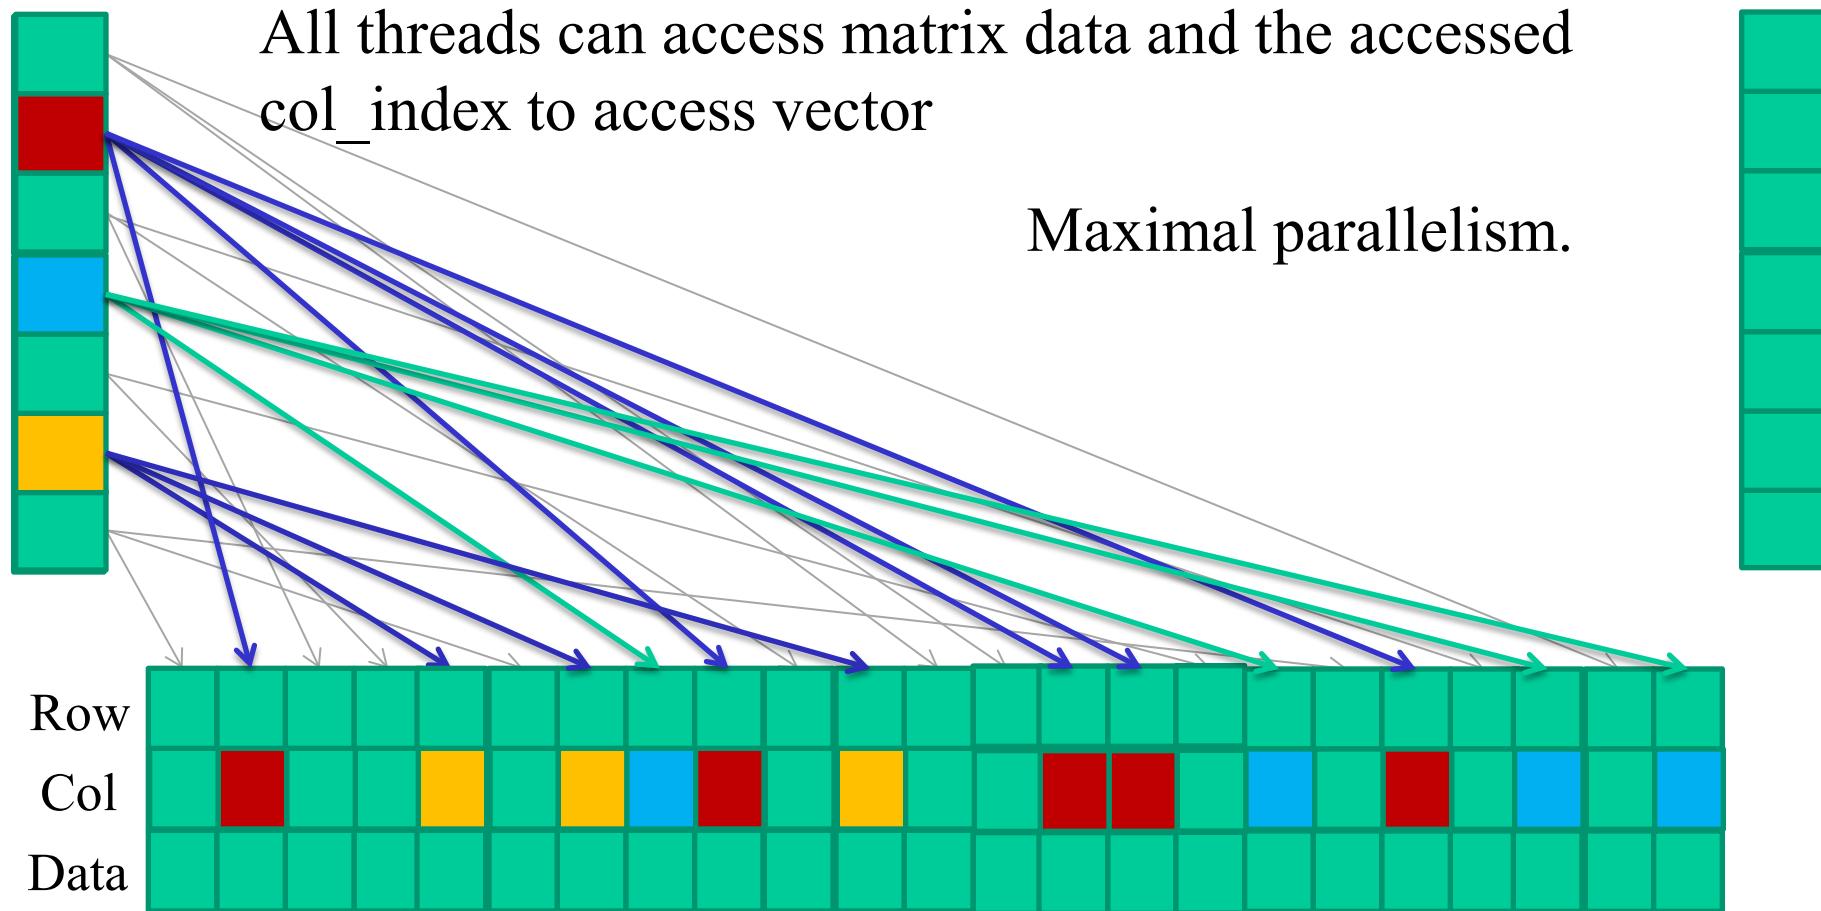 All threads can access matrix data and the accessed
col_index to access vector
Maximal parallelism.
Row
Col
Data